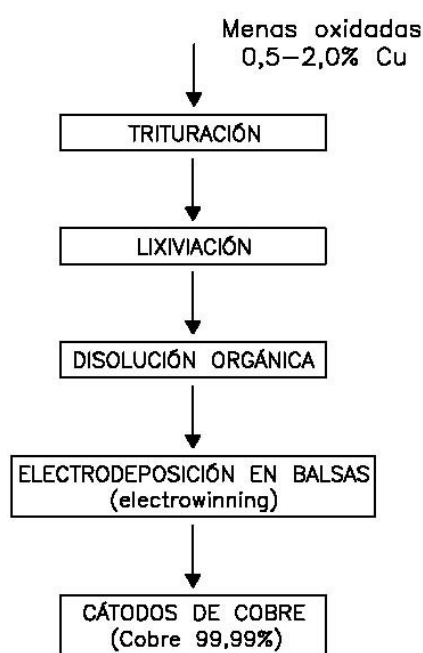 Menas oxidadas
0,5–2,0% Cu
TRITURACIÓN
LIXIVIACIÓN
DISOLUCIÓN ORGÁNICA
ELECTRODEPOSICIÓN EN BALSAS
(electrowinning)
CÁTODOS DE COBRE
(Cobre 99,99%)